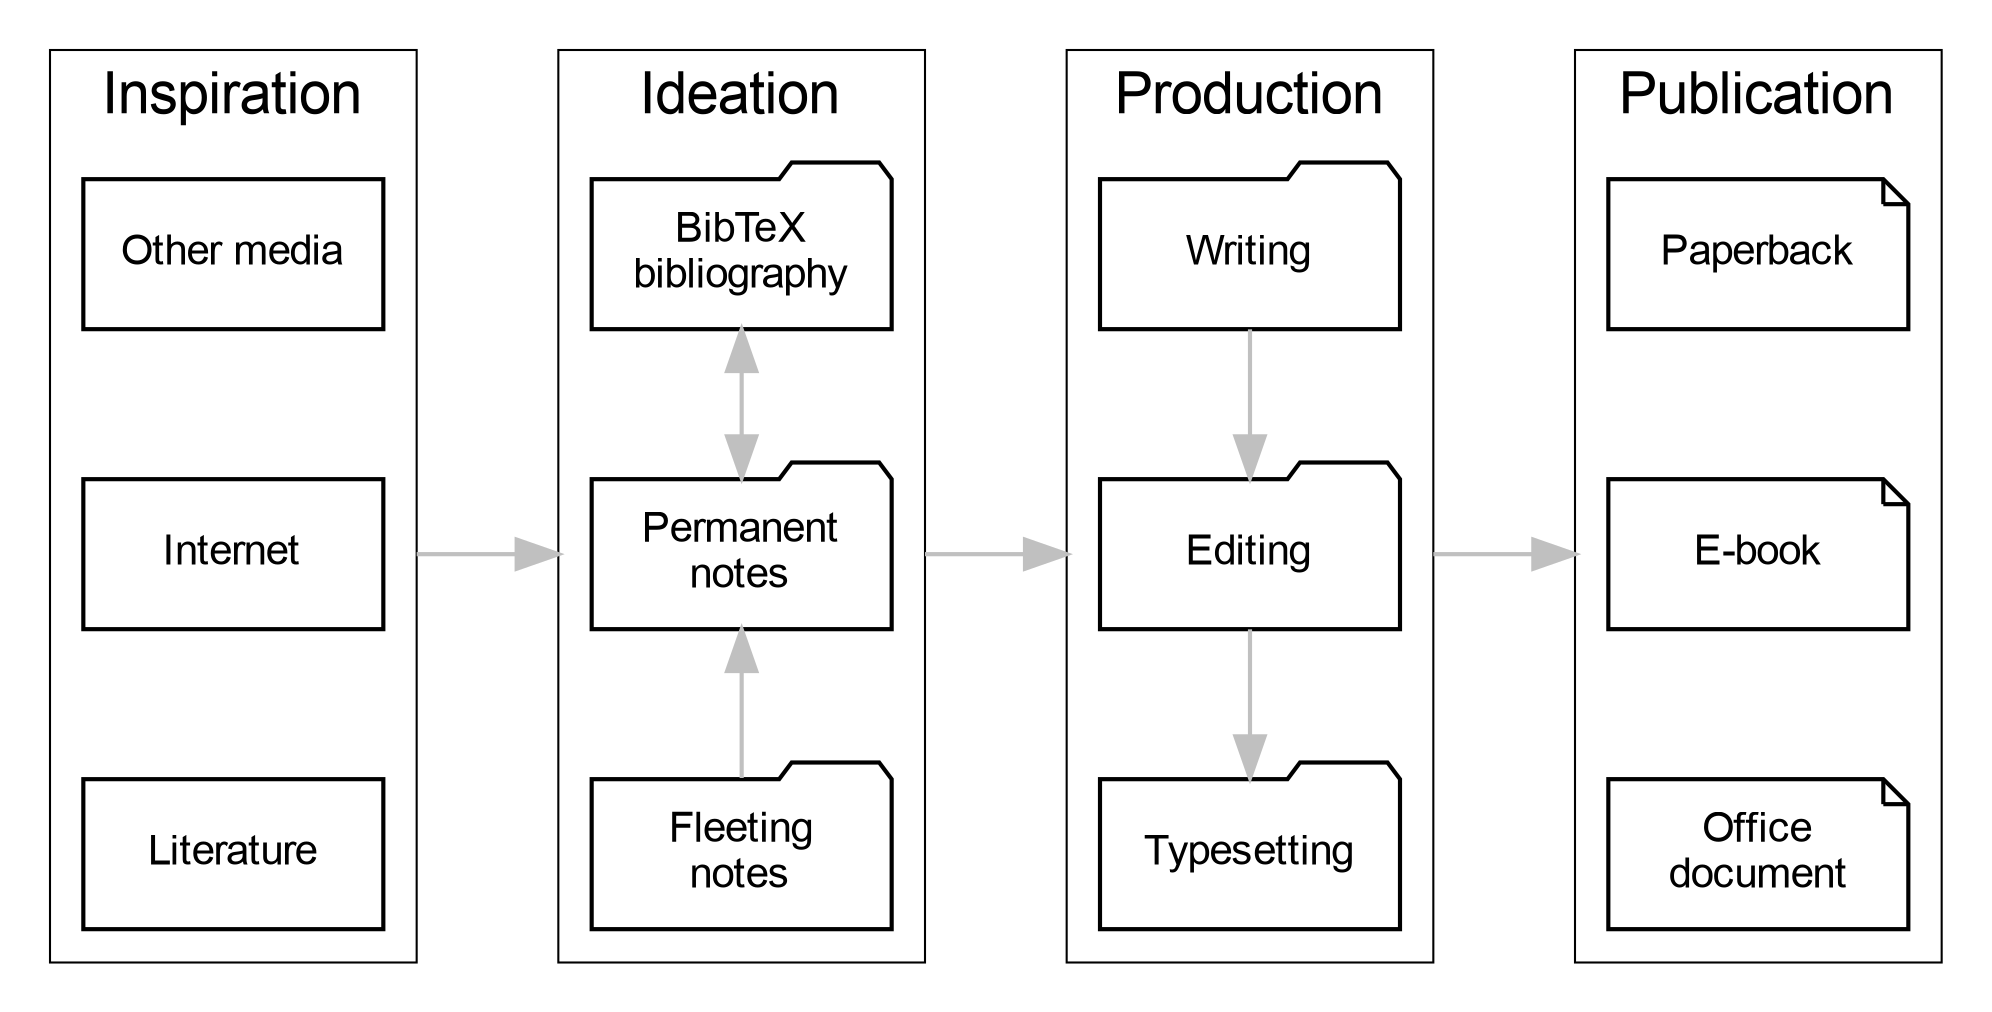 Inspiration
Other media
Internet
Literature
Ideation
BibTeX
bibliography
Permanent
notes
Fleeting
notes
Production
Writing
Editing
Typesetting
Publication
Paperback
E-book
Office
document